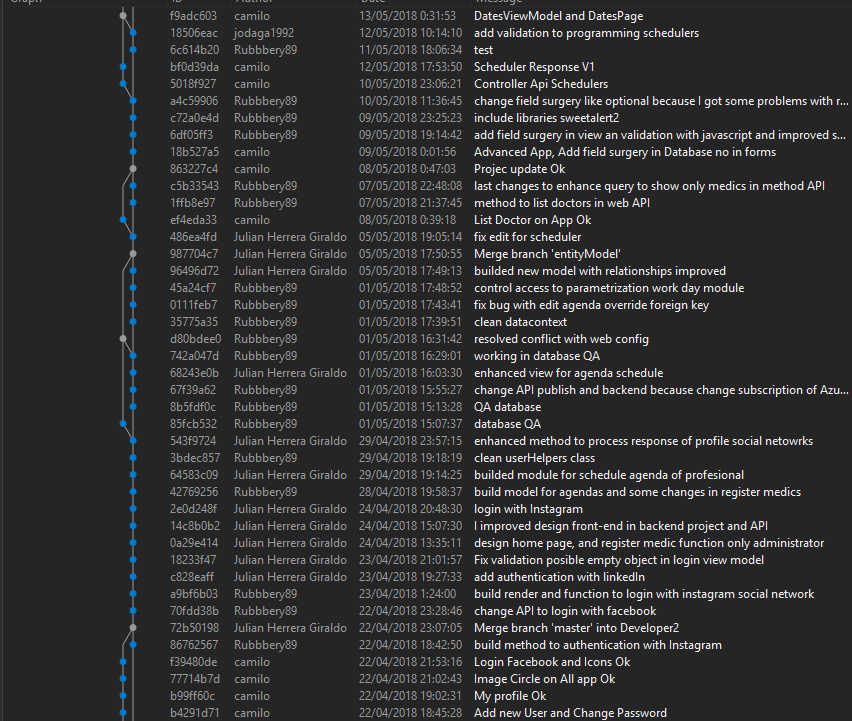 Graph ID Author Date Message
f9adc603 camilo 13/05/2018 0:31:53 DatesViewModel and DatesPage
18506eac jodaga1992 12/05/2018 10:14:10 add validation to programming schedulers
6c614b20 Rubbbery89 11/05/2018 18:06:34 test
bf0d39da camilo 12/05/2018 17:53:50 Scheduler Response V1
5018f927 camilo 10/05/2018 23:06:21 Controller Api Schedulers
a4c59906 Rubbbery89 10/05/2018 11:36:45 change field surgery like optional because I got some problems with r...
c72a0e4d Rubbbery89 09/05/2018 23:25:23 include libraries sweetalert2
6df05ff3 Rubbbery89 09/05/2018 19:14:42 add field surgery in view an validation with javascript and improved s...
18b527a5 camilo 09/05/2018 0:01:56 Advanced App, Add field surgery in Database no in forms
863227c4 camilo 08/05/2018 0:47:03 Projec update Ok
c5b33543 Rubbbery89 07/05/2018 22:48:08 last changes to enhance query to show only medics in method API
1ffb8e97 Rubbbery89 07/05/2018 21:37:45 method to list doctors in web API
ef4eda33 camilo 08/05/2018 0:39:18 List Doctor on App Ok
486ea4fd Julian Herrera Giraldo 05/05/2018 19:05:14 fix edit for scheduler
987704c7 Julian Herrera Giraldo 05/05/2018 17:50:55 Merge branch 'entityModel'
96496d72 Julian Herrera Giraldo 05/05/2018 17:49:13 builded new model with relationships improved
45a24cf7 Rubbbery89 01/05/2018 17:48:52 control access to parametrization work day module
0111feb7 Rubbbery89 01/05/2018 17:43:41 fix bug with edit agenda override foreign key
35775a35 Rubbbery89 01/05/2018 17:39:51 clean datacontext
d80bdee0 Rubbbery89 01/05/2018 16:31:42 resolved conflict with web config
742a047d Rubbbery89 01/05/2018 16:29:01 working in database QA
68243e0b Julian Herrera Giraldo 01/05/2018 16:03:30 enhanced view for agenda schedule
67f39a62 Rubbbery89 01/05/2018 15:55:27 change API publish and backend because change subscription of Azu...
8b5fdf0c Rubbbery89 01/05/2018 15:13:28 QA database
85fcb532 Rubbbery89 01/05/2018 15:07:37 database QA
543f9724 Julian Herrera Giraldo 29/04/2018 23:57:15 enhanced method to process response of profile social netowrks
3bdec857 Rubbbery89 29/04/2018 19:18:19 clean userHelpers class
64583c09 Julian Herrera Giraldo 29/04/2018 19:14:25 builded module for schedule agenda of profesional
42769256 Rubbbery89 28/04/2018 19:58:37 build model for agendas and some changes in register medics
2e0d248f Julian Herrera Giraldo 24/04/2018 20:48:30 login with Instagram
14c8b0b2 Julian Herrera Giraldo 24/04/2018 15:07:30 I improved design front-end in backend project and API
0a29e414 Julian Herrera Giraldo 24/04/2018 13:35:11 design home page, and register medic function only administrator
18233f47 Julian Herrera Giraldo 23/04/2018 21:01:57 Fix validation posible empty object in login view model
c828eaff Julian Herrera Giraldo 23/04/2018 19:27:33 add authentication with linkedIn
a9bf6b03 Rubbbery89 23/04/2018 1:24:00 build render and function to login with instagram social network
70fdd38b Rubbbery89 22/04/2018 23:28:46 change API to login with facebook
72b50198 Julian Herrera Giraldo 22/04/2018 23:07:05 Merge branch 'master' into Developer2
86762567 Rubbbery89 22/04/2018 18:42:50 build method to authentication with Instagram
f39480de camilo 22/04/2018 21:53:16 Login Facebook and Icons Ok
77714b7d camilo 22/04/2018 21:02:43 Image Circle on All app Ok
b99ff60c camilo 22/04/2018 19:02:31 My profile Ok
b4291d71 camilo 22/04/2018 18:45:28 Add new User and Change Password